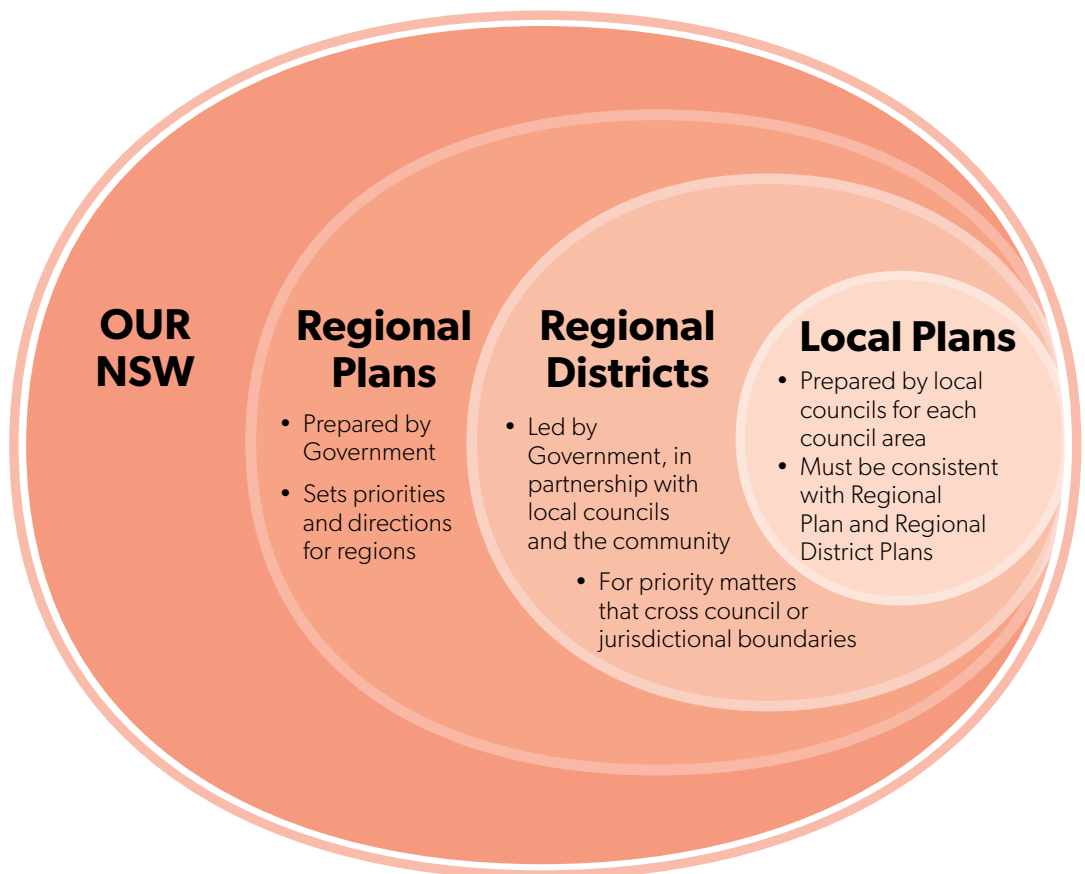 OUR
NSW
Regional
Plans
• Prepared by
Government
• Sets priorities
and directions
for regions
Regional
Districts
• Led by
Government, in
partnership with
local councils
and the community
• For priority matters
that cross council or
jurisdictional boundaries
Local Plans
• Prepared by local
councils for each
council area
• Must be consistent
with Regional
Plan and Regional
District Plans